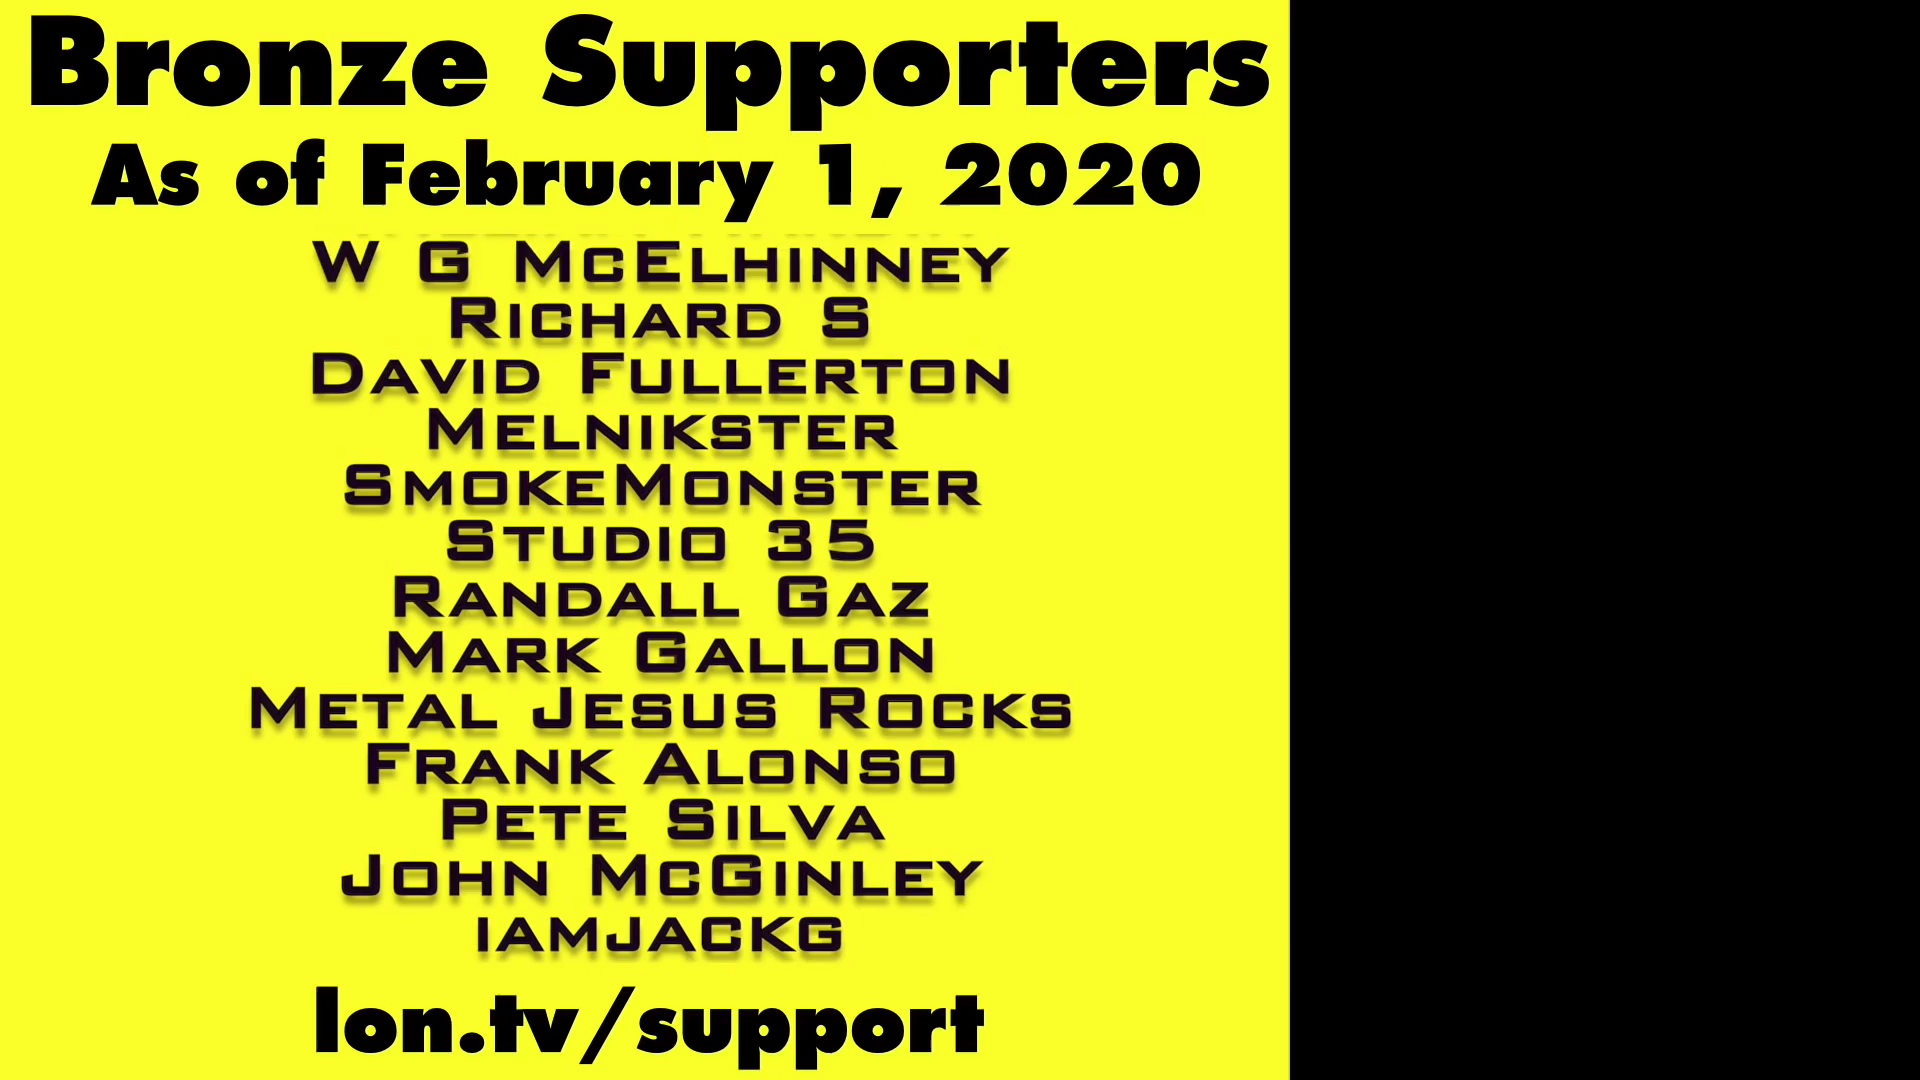 Bronze Supporters
As of February 1, 2020
W G McElhinney
Richard S
David Fullerton
Melnikster
SmokeMonster
Studio 35
Randall Gaz
Mark Gallon
Metal Jesus Rocks
Frank Alonso
Pete Silva
John McGinley
iamjackg
lon.tv/support